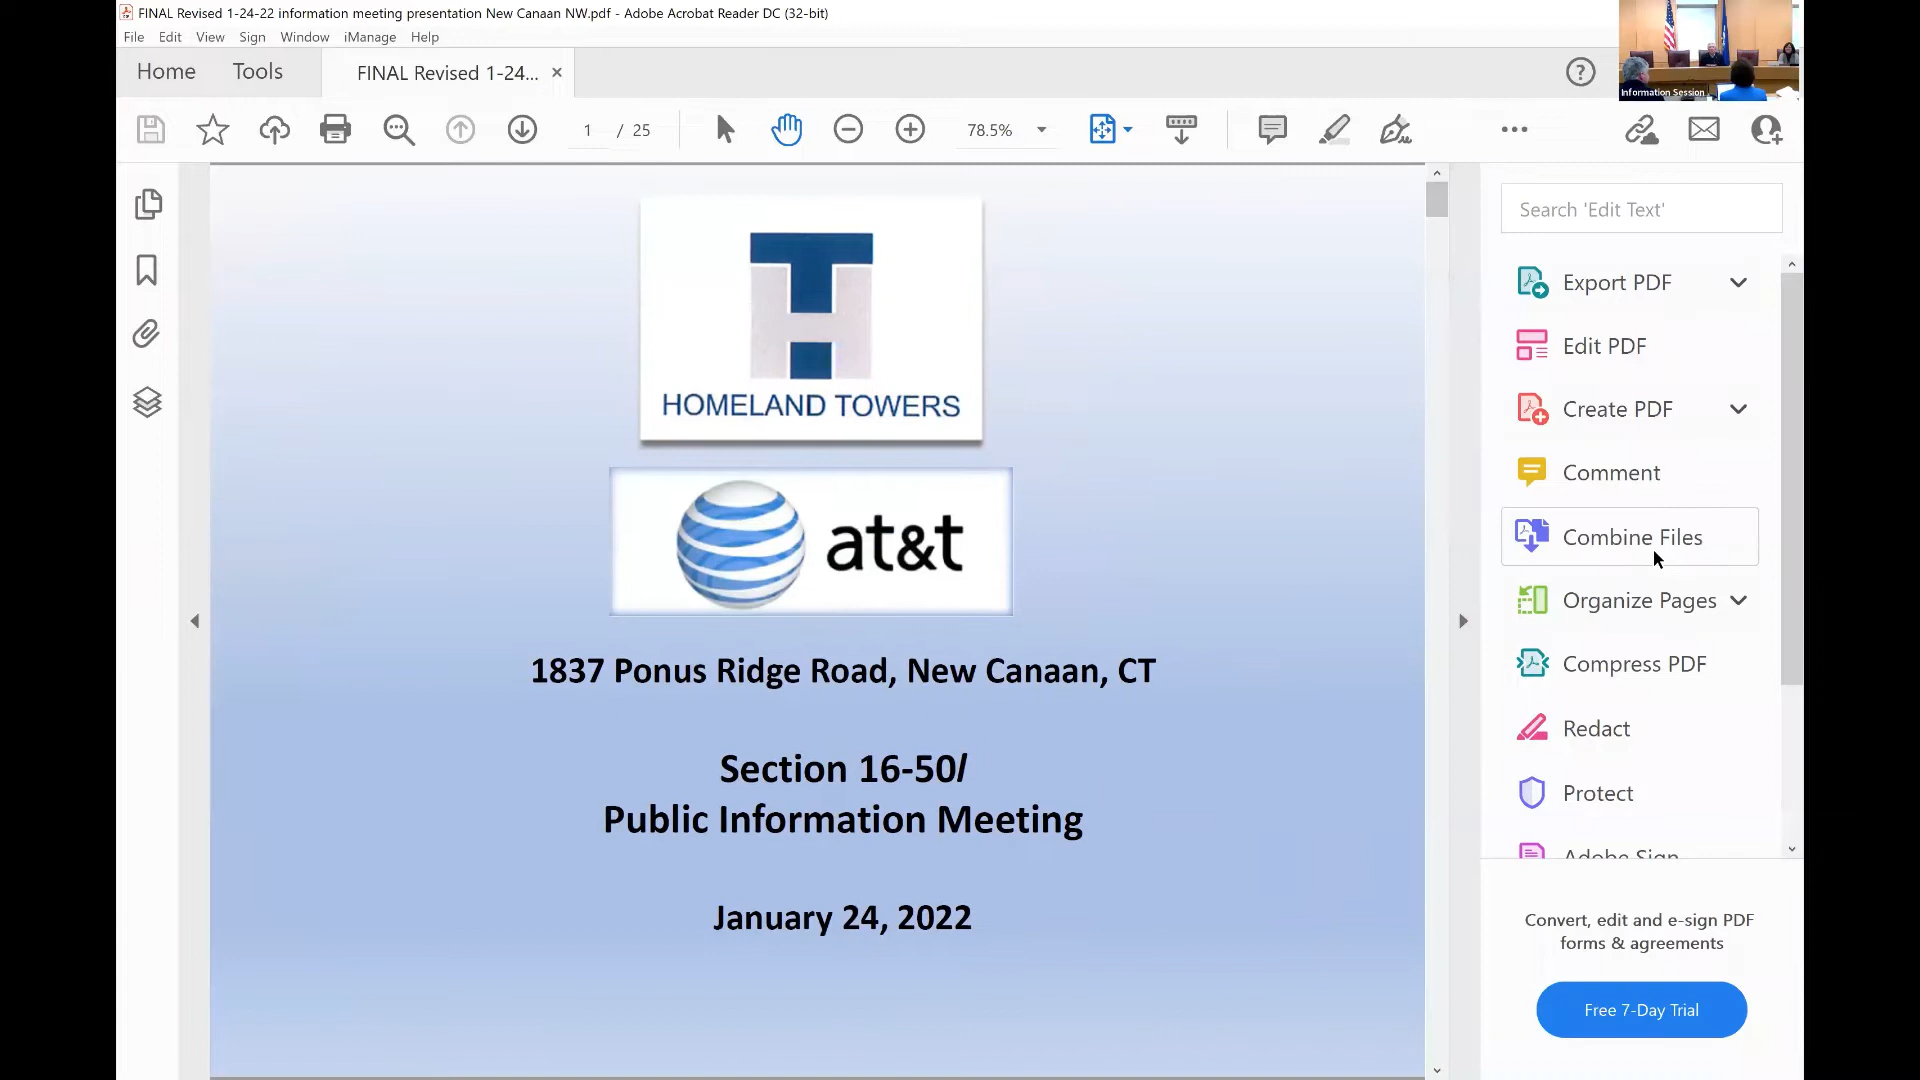 FINAL Revised 1-24-22 information meeting presentation New Canaan NW.pdf - Adobe Acrobat Reader DC (32-bit)
File Edit View Sign Window iManage Help
Home Tools FINAL Revised 1-24... ×
?
Information Session
1 / 25 78.5%
Search 'Edit Text'
HOMELAND TOWERS
at&t
1837 Ponus Ridge Road, New Canaan, CT
Section 16-50l
Public Information Meeting
January 24, 2022
Export PDF
Edit PDF
Create PDF
Comment
Combine Files
Organize Pages
Compress PDF
Redact
Protect
Adobe Sign
Convert, edit and e-sign PDF
forms & agreements
Free 7-Day Trial